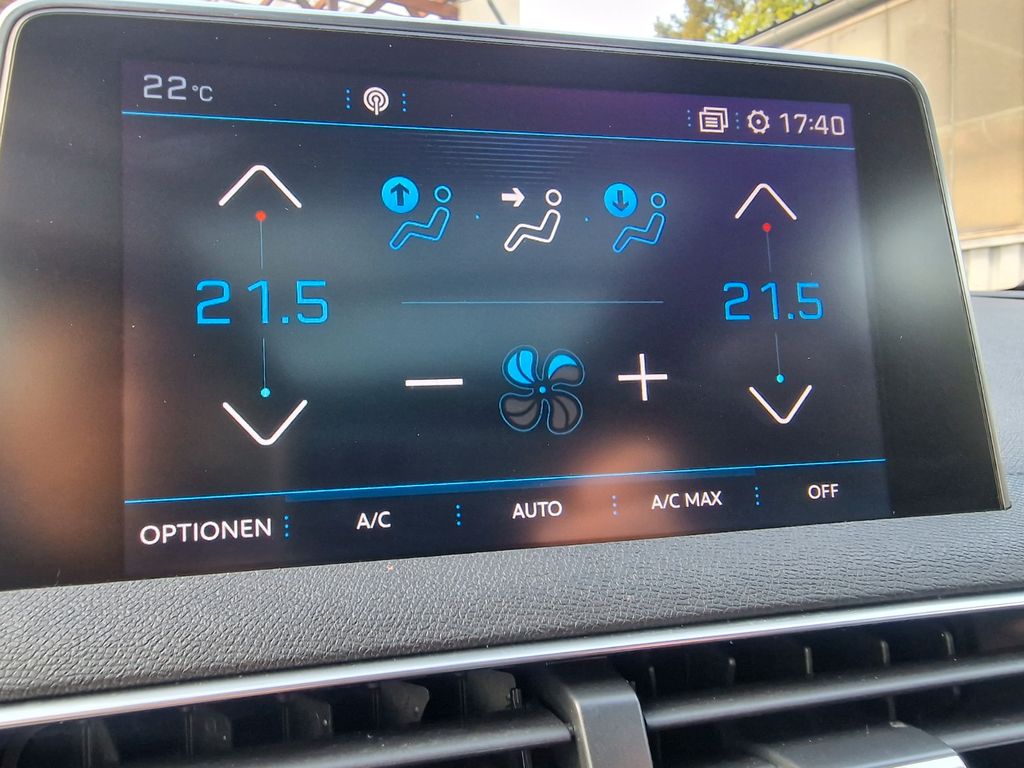 22°C
17:40
21.5
21.5
OPTIONEN
A/C
AUTO
A/C MAX
OFF